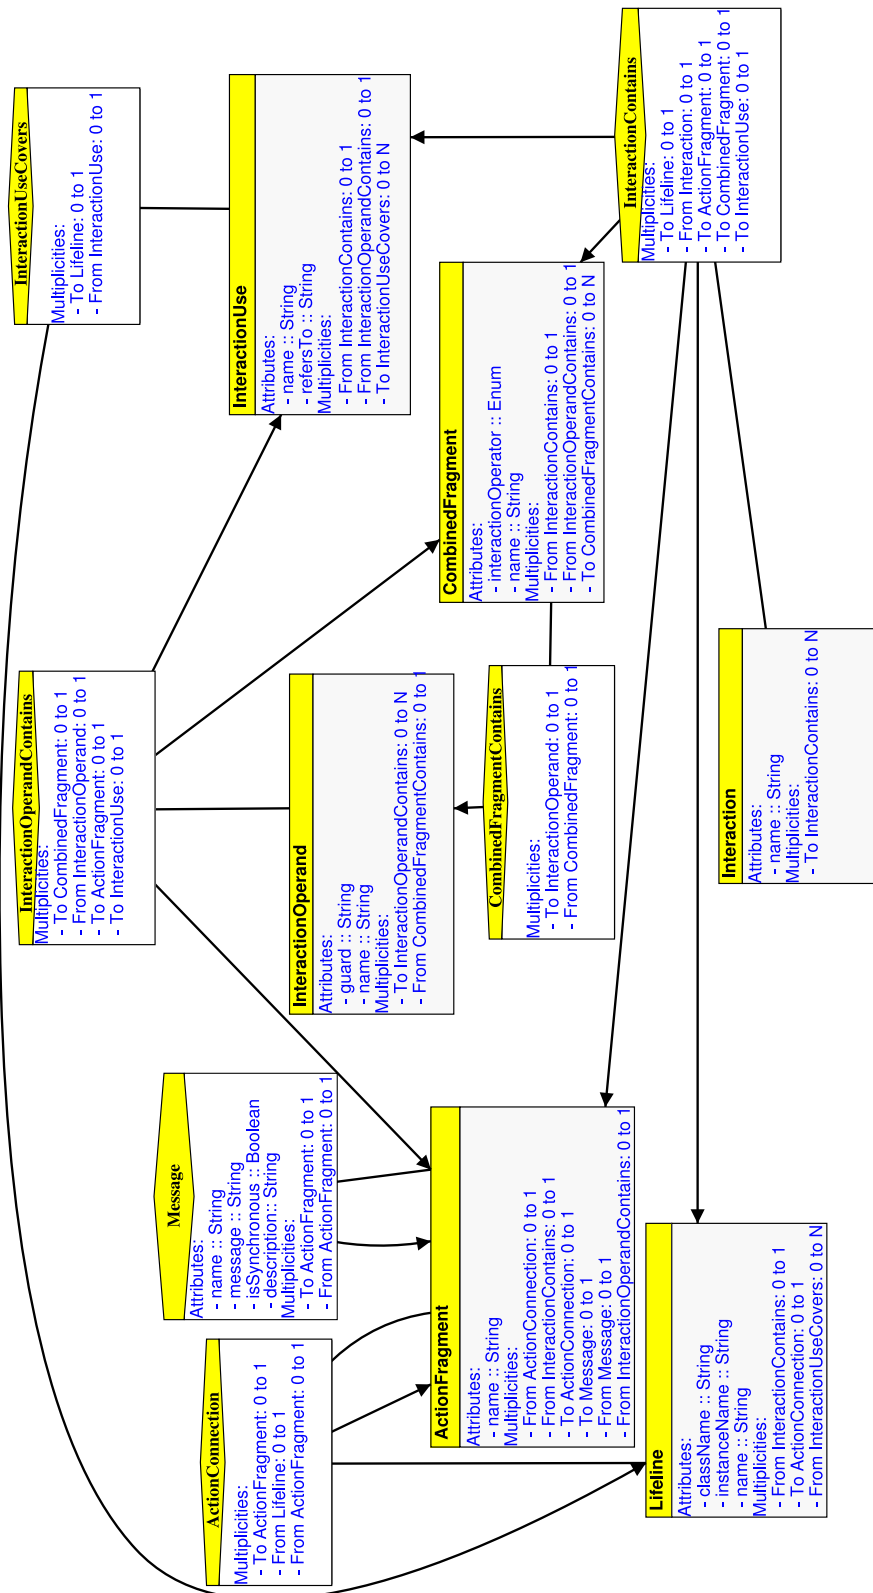 InteractionUseCovers
Multiplicities:
- To Lifeline: 0 to 1
- From InteractionUse: 0 to 1
InteractionUse
Attributes:
- name :: String
- refersTo :: String
Multiplicities:
- From InteractionContains: 0 to 1
- From InteractionOperandContains: 0 to 1
- To InteractionUseCovers: 0 to N
InteractionContains
Multiplicities:
- To Lifeline: 0 to 1
- From Interaction: 0 to 1
- To ActionFragment: 0 to 1
- To CombinedFragment: 0 to 1
- To InteractionUse: 0 to 1
CombinedFragment
Attributes:
- interactionOperator :: Enum
- name :: String
Multiplicities:
- From InteractionContains: 0 to 1
- From InteractionOperandContains: 0 to 1
- To CombinedFragmentContains: 0 to N
InteractionOperandContains
Multiplicities:
- To CombinedFragment: 0 to 1
- From InteractionOperand: 0 to 1
- To ActionFragment: 0 to 1
- To InteractionUse: 0 to 1
InteractionOperand
Attributes:
- guard :: String
- name :: String
Multiplicities:
- To InteractionOperandContains: 0 to N
- From CombinedFragmentContains: 0 to 1
CombinedFragmentContains
Multiplicities:
- To InteractionOperand: 0 to 1
- From CombinedFragment: 0 to 1
Interaction
Attributes:
- name :: String
Multiplicities:
- To InteractionContains: 0 to N
Message
Attributes:
- name :: String
- message :: String
- isSynchronous :: Boolean
- description:: String
Multiplicities:
- To ActionFragment: 0 to 1
- From ActionFragment: 0 to 1
ActionFragment
Attributes:
- name :: String
Multiplicities:
- From ActionConnection: 0 to 1
- From InteractionContains: 0 to 1
- To ActionConnection: 0 to 1
- To Message: 0 to 1
- From Message: 0 to 1
- From InteractionOperandContains: 0 to 1
ActionConnection
Multiplicities:
- To ActionFragment: 0 to 1
- From Lifeline: 0 to 1
- From ActionFragment: 0 to 1
Lifeline
Attributes:
- className :: String
- instanceName :: String
- name :: String
Multiplicities:
- From InteractionContains: 0 to 1
- To ActionConnection: 0 to 1
- From InteractionUseCovers: 0 to N